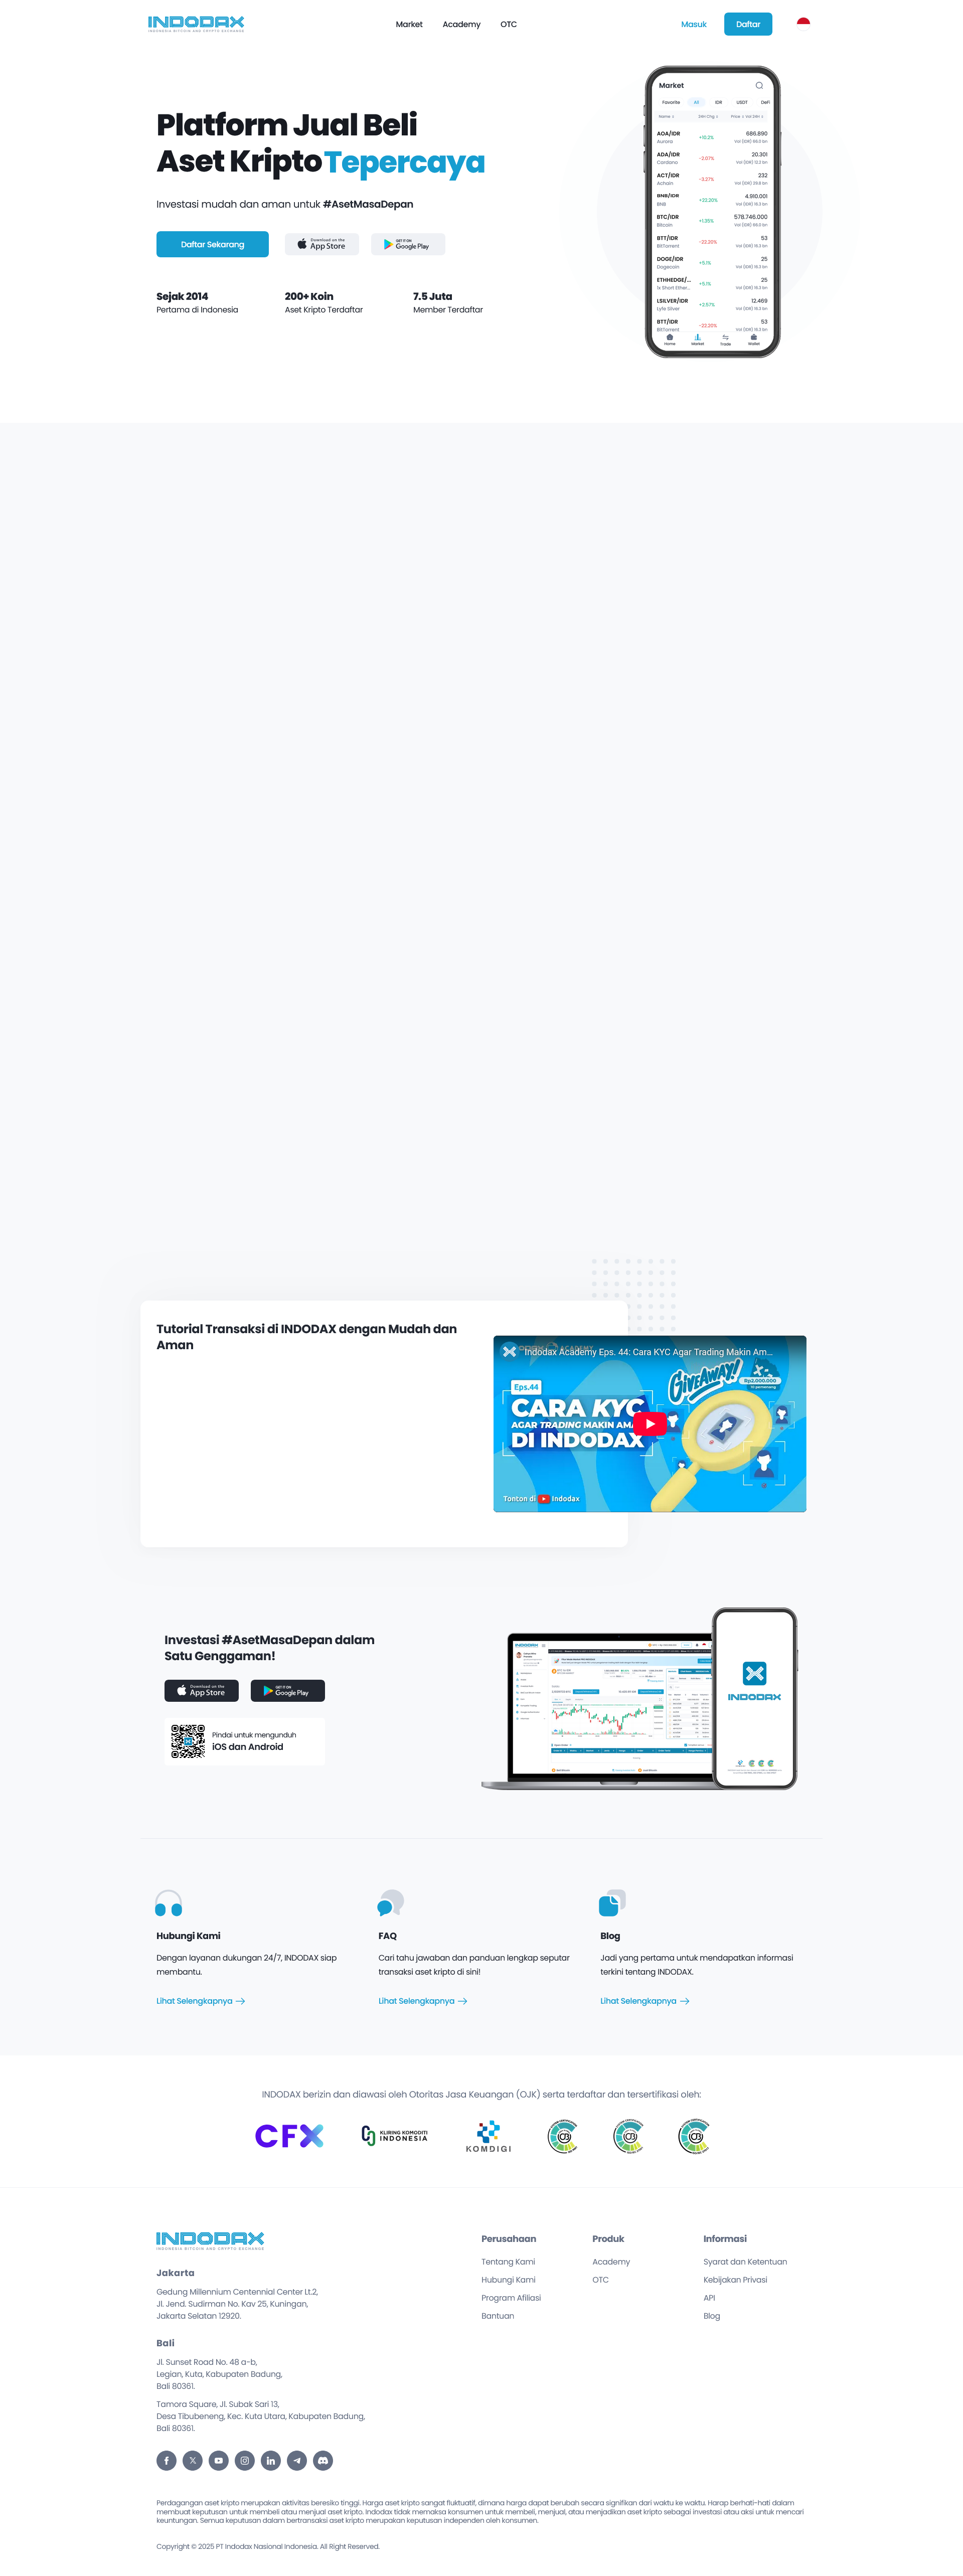 INDODAX
INDONESIA BITCOIN AND CRYPTO EXCHANGE
Market
Academy
OTC
Masuk
Daftar
Platform Jual Beli
Aset Kripto Tepercaya
Investasi mudah dan aman untuk #AsetMasaDepan
Daftar Sekarang
Download on the
App Store
GET IT ON
Google Play
Sejak 2014
Pertama di Indonesia
200+ Koin
Aset Kripto Terdaftar
7.5 Juta
Member Terdaftar
Market
Favorite All IDR USDT DeFi
AOA/IDR +10.2% 686.890
Aurora
ADA/IDR -2.07% 20.301
Cardano
ACT/IDR -3.27% 232
Achain
BNB/IDR +23.20% 4.910.001
BNB
BTC/IDR +1.35% 578.746.000
Bitcoin
BTT/IDR -22.20% 53
BitTorrent
DOGE/IDR +5.1% 25
Dogecoin
ETHHEDGE/... +5.1% 25
1x Short Ether...
LSILVER/IDR +2.97% 12.469
Lyfe Silver
BTT/IDR -22.20% 53
BitTorrent
Home Market Trade Wallet
Tutorial Transaksi di INDODAX dengan Mudah dan
Aman
Indodax Academy Eps. 44: Cara KYC Agar Trading Makin Am...
Eps.44
GIVEAWAY!
Rp2.000.000
CARA KYC
AGAR TRADING MAKIN AMA
DI INDODAX
Tonton di Indodax
Investasi #AsetMasaDepan dalam
Satu Genggaman!
Download on the
App Store
GET IT ON
Google Play
Pindai untuk mengunduh
iOS dan Android
INDODAX
Hubungi Kami
Dengan layanan dukungan 24/7, INDODAX siap
membantu.
Lihat Selengkapnya
FAQ
Cari tahu jawaban dan panduan lengkap seputar
transaksi aset kripto di sini!
Lihat Selengkapnya
Blog
Jadi yang pertama untuk mendapatkan informasi
terkini tentang INDODAX.
Lihat Selengkapnya
INDODAX berizin dan diawasi oleh Otoritas Jasa Keuangan (OJK) serta terdaftar dan tersertifikasi oleh:
CFX
KLIRING KOMODITI
INDONESIA
KOMDIGI
INDODAX
INDONESIA BITCOIN AND CRYPTO EXCHANGE
Jakarta
Gedung Millennium Centennial Center Lt.2,
Jl. Jend. Sudirman No. Kav 25, Kuningan,
Jakarta Selatan 12920.
Bali
Jl. Sunset Road No. 48 a-b,
Legian, Kuta, Kabupaten Badung,
Bali 80361.
Tamora Square, Jl. Subak Sari 13,
Desa Tibubeneng, Kec. Kuta Utara, Kabupaten Badung,
Bali 80361.
Perusahaan
Tentang Kami
Hubungi Kami
Program Afiliasi
Bantuan
Produk
Academy
OTC
Informasi
Syarat dan Ketentuan
Kebijakan Privasi
API
Blog
Perdagangan aset kripto merupakan aktivitas beresiko tinggi. Harga aset kripto sangat fluktuatif, dimana harga dapat berubah secara signifikan dari waktu ke waktu. Harap berhati-hati dalam
membuat keputusan untuk membeli atau menjual aset kripto. Indodax tidak memaksa konsumen untuk membeli, menjual, atau menjadikan aset kripto sebagai investasi atau aksi untuk mencari
keuntungan. Semua keputusan dalam bertransaksi aset kripto merupakan keputusan independen oleh konsumen.
Copyright © 2025 PT Indodax Nasional Indonesia. All Right Reserved.